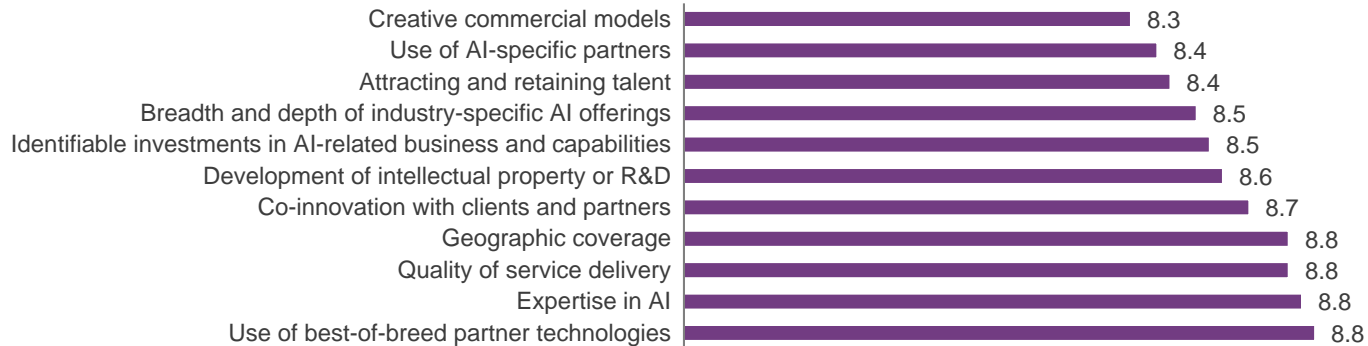 Creative commercial models 8.3
Use of AI-specific partners 8.4
Attracting and retaining talent 8.4
Breadth and depth of industry-specific AI offerings 8.5
Identifiable investments in AI-related business and capabilities 8.5
Development of intellectual property or R&D 8.6
Co-innovation with clients and partners 8.7
Geographic coverage 8.8
Quality of service delivery 8.8
Expertise in AI 8.8
Use of best-of-breed partner technologies 8.8